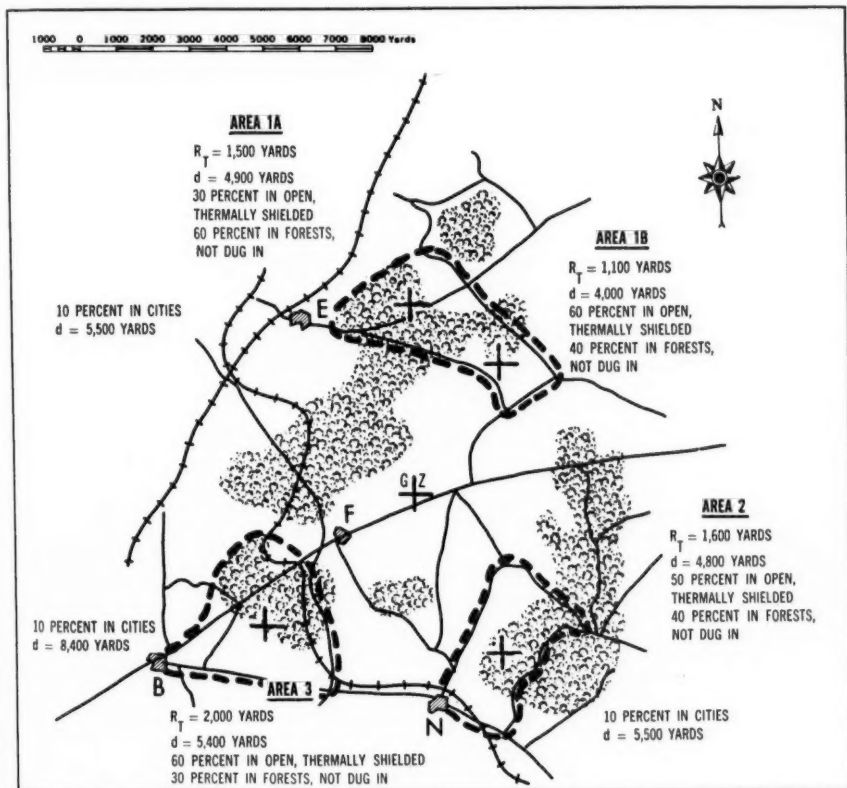 1000 0 1000 2000 3000 4000 5000 6000 7000 8000 Yards
N
AREA 1A
R_T = 1,500 YARDS
d = 4,900 YARDS
30 PERCENT IN OPEN,
THERMALLY SHIELDED
60 PERCENT IN FORESTS,
NOT DUG IN
10 PERCENT IN CITIES
d = 5,500 YARDS
E
AREA 1B
R_T = 1,100 YARDS
d = 4,000 YARDS
60 PERCENT IN OPEN,
THERMALLY SHIELDED
40 PERCENT IN FORESTS,
NOT DUG IN
GZ
F
AREA 2
R_T = 1,600 YARDS
d = 4,800 YARDS
50 PERCENT IN OPEN,
THERMALLY SHIELDED
40 PERCENT IN FORESTS,
NOT DUG IN
10 PERCENT IN CITIES
d = 5,500 YARDS
10 PERCENT IN CITIES
d = 8,400 YARDS
B
AREA 3
R_T = 2,000 YARDS
d = 5,400 YARDS
60 PERCENT IN OPEN, THERMALLY SHIELDED
30 PERCENT IN FORESTS, NOT DUG IN
N